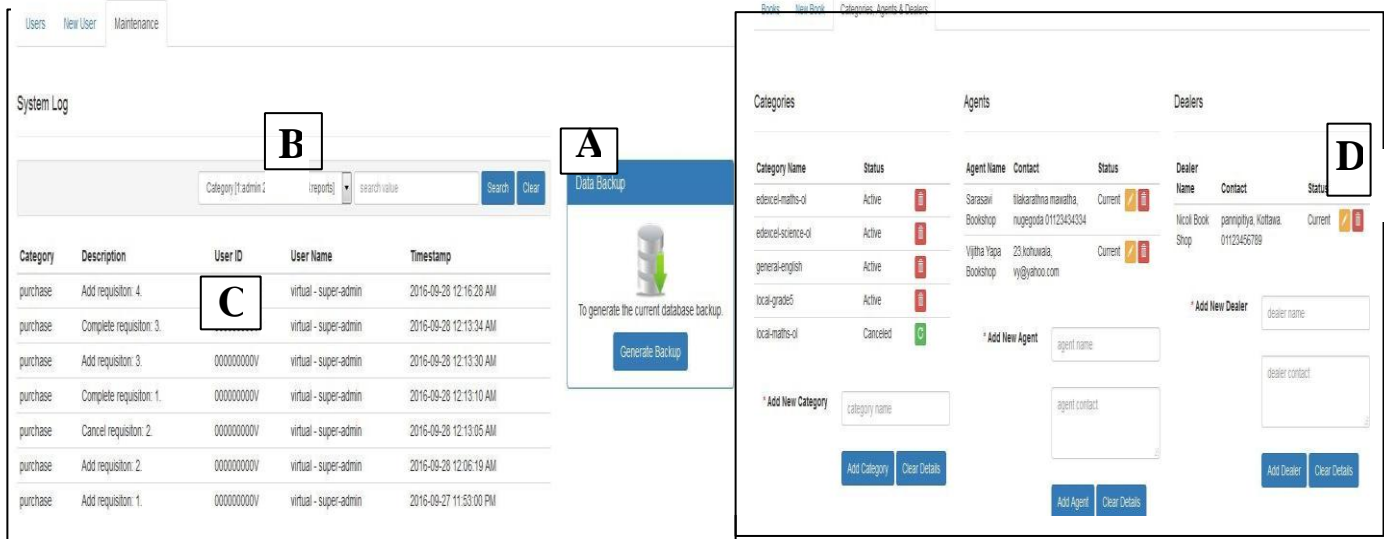 Users New User Maintenance
System Log
B
Category [1:admin 2 reports] search value Search Clear
Category Description User ID User Name Timestamp
purchase Add requisiton: 4. virtual - super-admin 2016-09-28 12:16:28 AM
C
purchase Complete requisiton: 3. virtual - super-admin 2016-09-28 12:13:34 AM
purchase Add requisiton: 3. 000000000V virtual - super-admin 2016-09-28 12:13:30 AM
purchase Complete requisiton: 1. 000000000V virtual - super-admin 2016-09-28 12:13:10 AM
purchase Cancel requisiton: 2. 000000000V virtual - super-admin 2016-09-28 12:13:05 AM
purchase Add requisiton: 2. 000000000V virtual - super-admin 2016-09-28 12:06:19 AM
purchase Add requisiton: 1. 000000000V virtual - super-admin 2016-09-27 11:53:00 PM
A
Data Backup
To generate the current database backup.
Generate Backup
Books New Book Categories, Agents & Dealers
Categories
Category Name Status
edexcel-maths-ol Active
edexcel-science-ol Active
general-english Active
local-grade5 Active
local-maths-ol Canceled
* Add New Category category name
Add Category Clear Details
Agents
Agent Name Contact Status
Sarasavi tilakarathna mawatha, Current
Bookshop nugegoda 01123434334
Vijitha Yapa 23,kohuwala, Current
Bookshop vy@yahoo.com
* Add New Agent agent name
agent contact
Add Agent Clear Details
Dealers
D
Dealer
Name Contact Status
Nicoll Book pannipitiya, Kottawa. Current
Shop 01123456789
* Add New Dealer dealer name
dealer contact
Add Dealer Clear Details